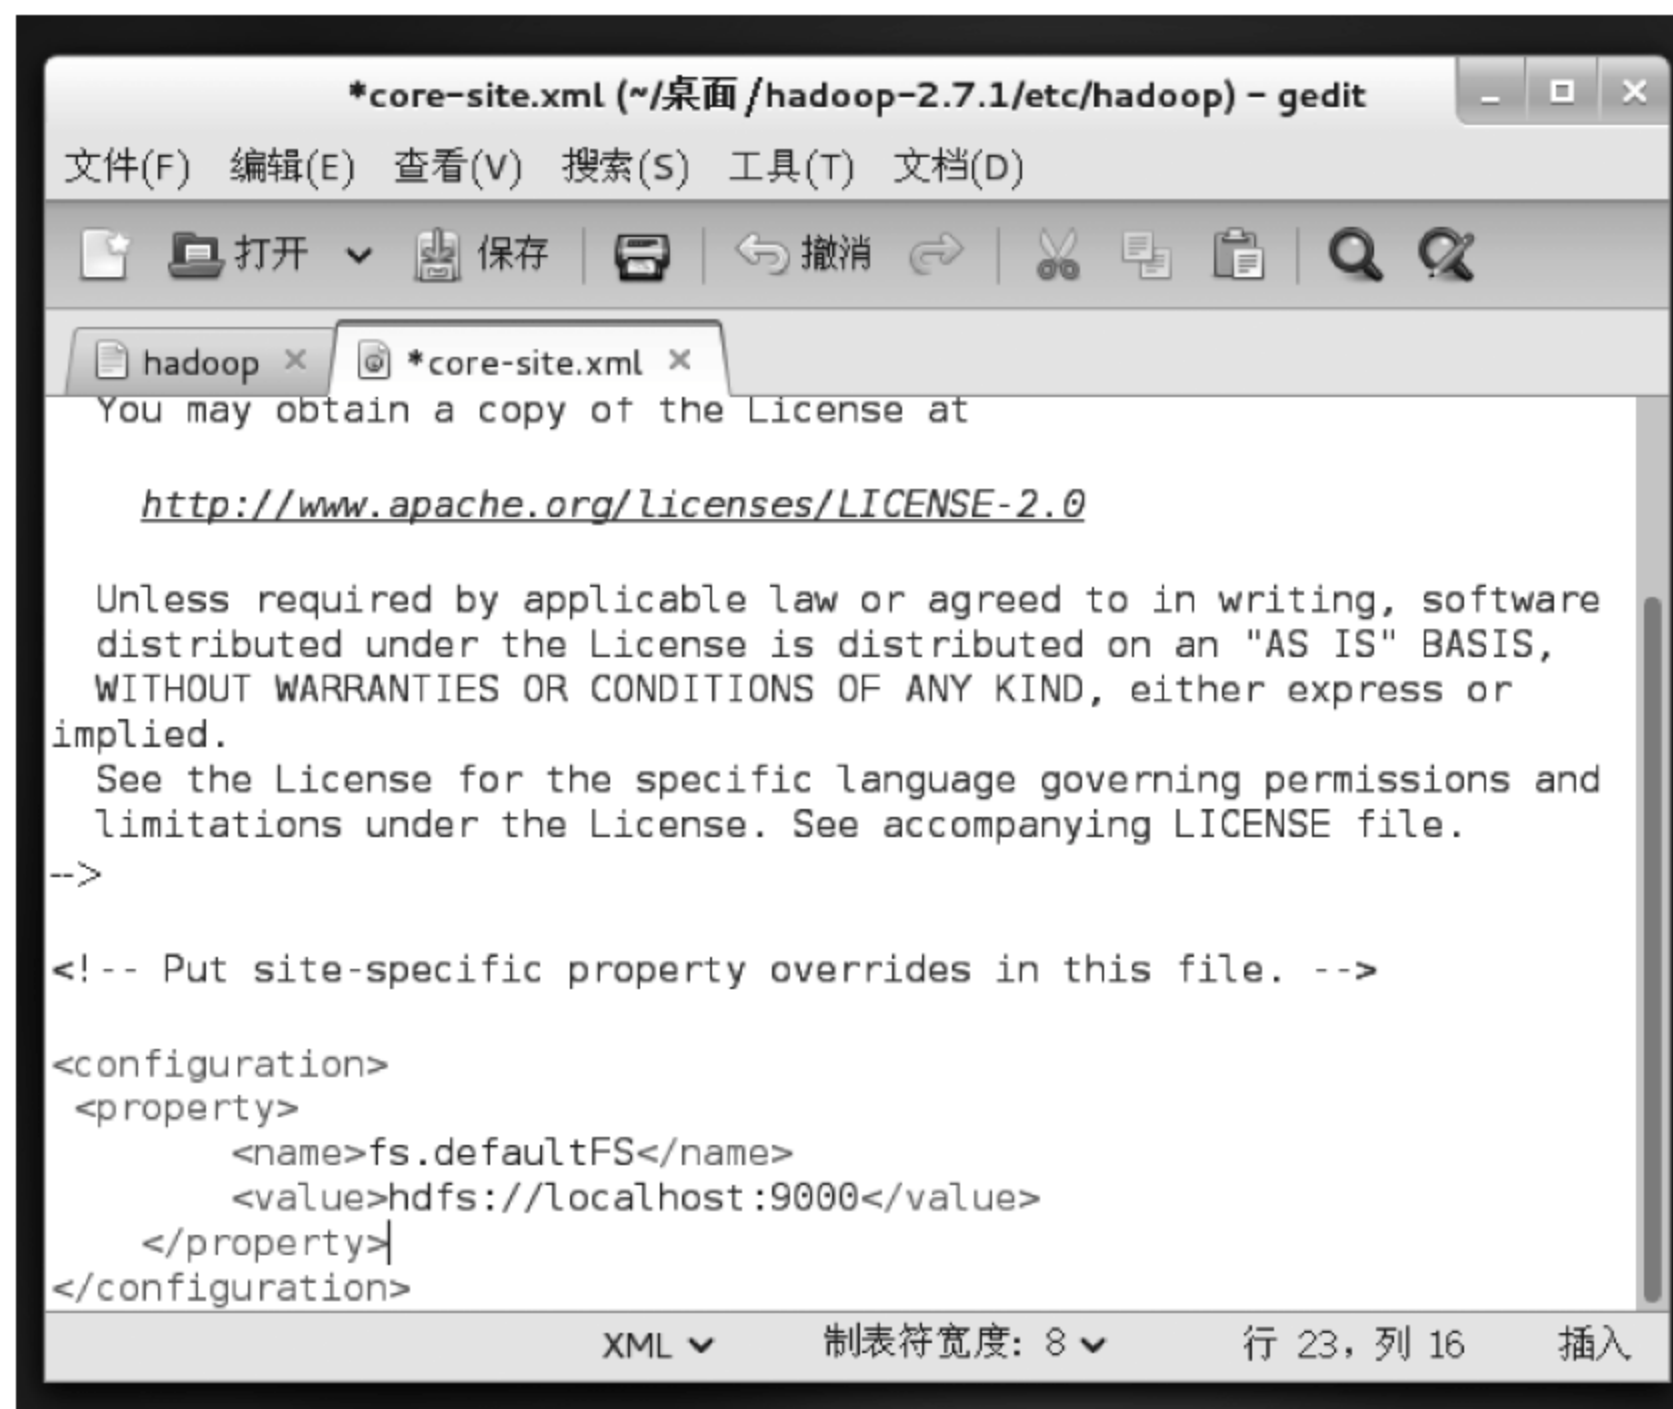 *core-site.xml (~/桌面/hadoop-2.7.1/etc/hadoop) - gedit
文件(F) 编辑(E) 查看(V) 搜索(S) 工具(T) 文档(D)
打开 保存 撤消
hadoop *core-site.xml
You may obtain a copy of the License at
http://www.apache.org/licenses/LICENSE-2.0
Unless required by applicable law or agreed to in writing, software
distributed under the License is distributed on an "AS IS" BASIS,
WITHOUT WARRANTIES OR CONDITIONS OF ANY KIND, either express or
implied.
See the License for the specific language governing permissions and
limitations under the License. See accompanying LICENSE file.
-->
<!-- Put site-specific property overrides in this file. -->
<configuration>
<property>
<name>fs.defaultFS</name>
<value>hdfs://localhost:9000</value>
</property>
</configuration>
XML 制表符宽度: 8 行 23, 列 16 插入